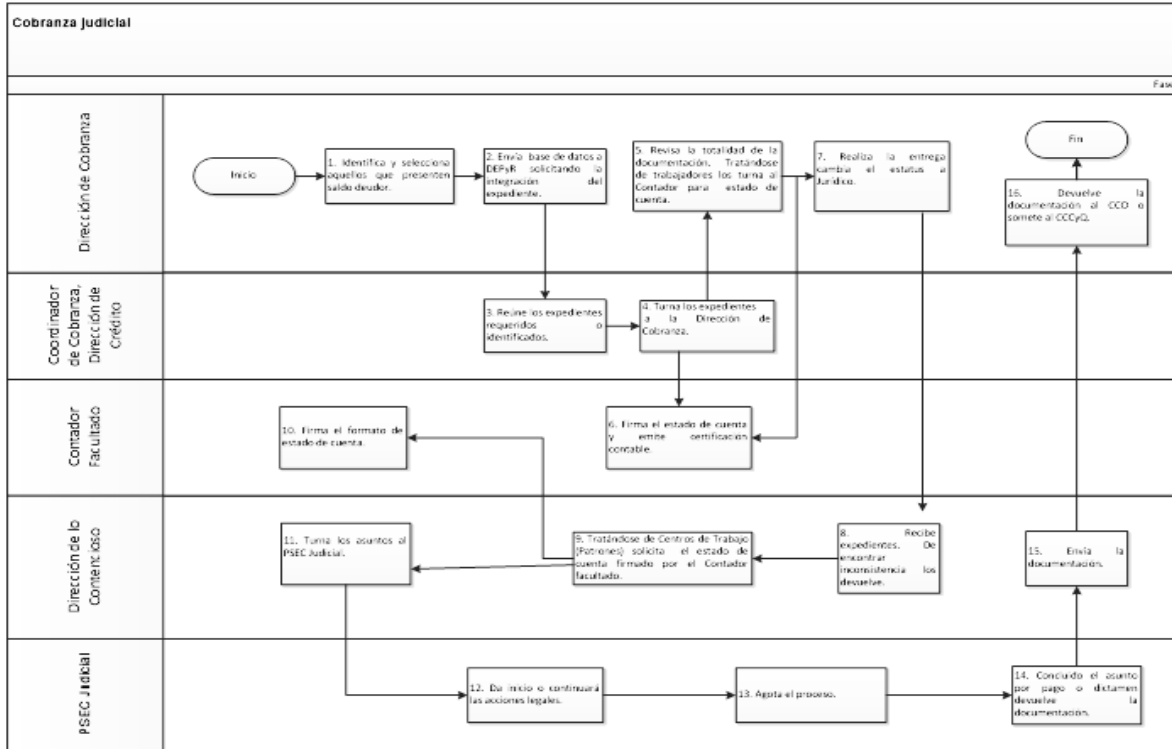 Cobranza Judicial
Fase
Dirección de Cobranza
Inicio
1. Identifica y selecciona
aquellos que presenten
saldo deudor.
2. Envía base de datos a
DEPyR solicitando la
integración del
expediente.
5. Revisa la totalidad de la
documentación. Tratándose
de trabajadores los turna al
Contador para estado de
cuenta.
7. Realiza la entrega
cambia el estatus a
Jurídico.
Fin
16. Devuelve la
documentación al CCO o
somete al CCCyQ.
Coordinador
de Cobranza,
Dirección de
Crédito
3. Reúne los expedientes
requeridos o
identificados.
4. Turna los expedientes
a la Dirección de
Cobranza.
Contador
Facultado
10. Firma el formato de
estado de cuenta.
6. Firma el estado de cuenta
y emite certificacion
contable.
Dirección de lo
Contencioso
11. Turna los asuntos al
PSEC Judicial.
9. Tratándose de Centros de Trabajo
(Patrones) solicita el estado de
cuenta firmado por el Contador
facultado.
8. Recibe
expedientes. De
encontrar
inconsistencia los
devuelve.
15. Envía la
documentación.
PSEC Judicial
12. Da inicio o continuará
las acciones legales.
13. Agota el proceso.
14. Concluido el asunto
por pago o dictamen
devuelve la
documentación.